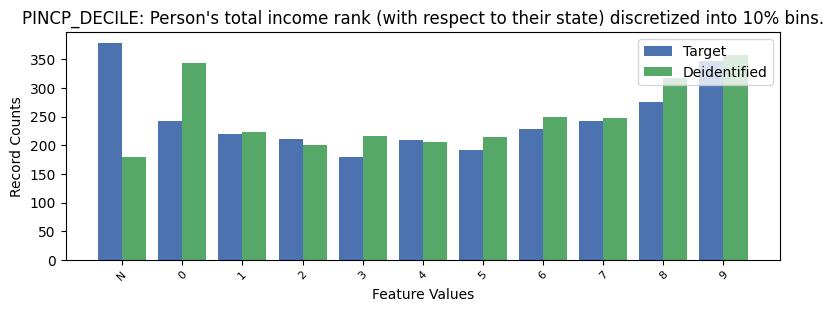 PINCP_DECILE: Person's total income rank (with respect to their state) discretized into 10% bins.
Target
Deidentified
Record Counts
350
300
250
200
150
100
50
0
N 0 1 2 3 4 5 6 7 8 9
Feature Values